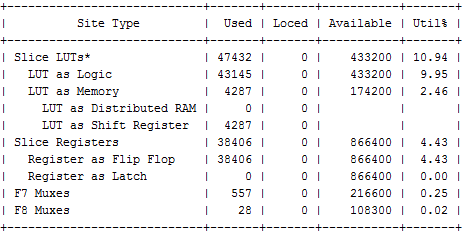 +---------------------------+-------+-------+-----------+-------+
| Site Type | Used | Loced | Available | Util% |
+---------------------------+-------+-------+-----------+-------+
| Slice LUTs* | 47432 | 0 | 433200 | 10.94 |
| LUT as Logic | 43145 | 0 | 433200 | 9.95 |
| LUT as Memory | 4287 | 0 | 174200 | 2.46 |
| LUT as Distributed RAM | 0 | 0 | | |
| LUT as Shift Register | 4287 | 0 | | |
| Slice Registers | 38406 | 0 | 866400 | 4.43 |
| Register as Flip Flop | 38406 | 0 | 866400 | 4.43 |
| Register as Latch | 0 | 0 | 866400 | 0.00 |
| F7 Muxes | 557 | 0 | 216600 | 0.25 |
| F8 Muxes | 28 | 0 | 108300 | 0.02 |
+---------------------------+-------+-------+-----------+-------+